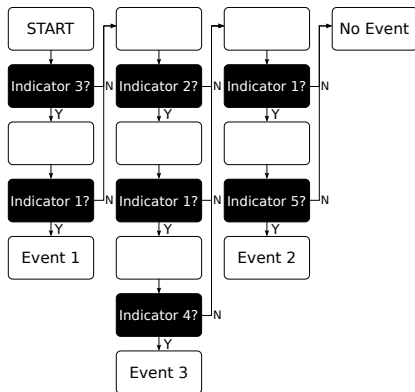 START
No Event
Indicator 3?
N
Indicator 2?
N
Indicator 1?
N
Y
Y
Y
Indicator 1?
N
Indicator 1?
N
Indicator 5?
N
Y
Y
Y
Event 1
Event 2
Indicator 4?
N
Y
Event 3